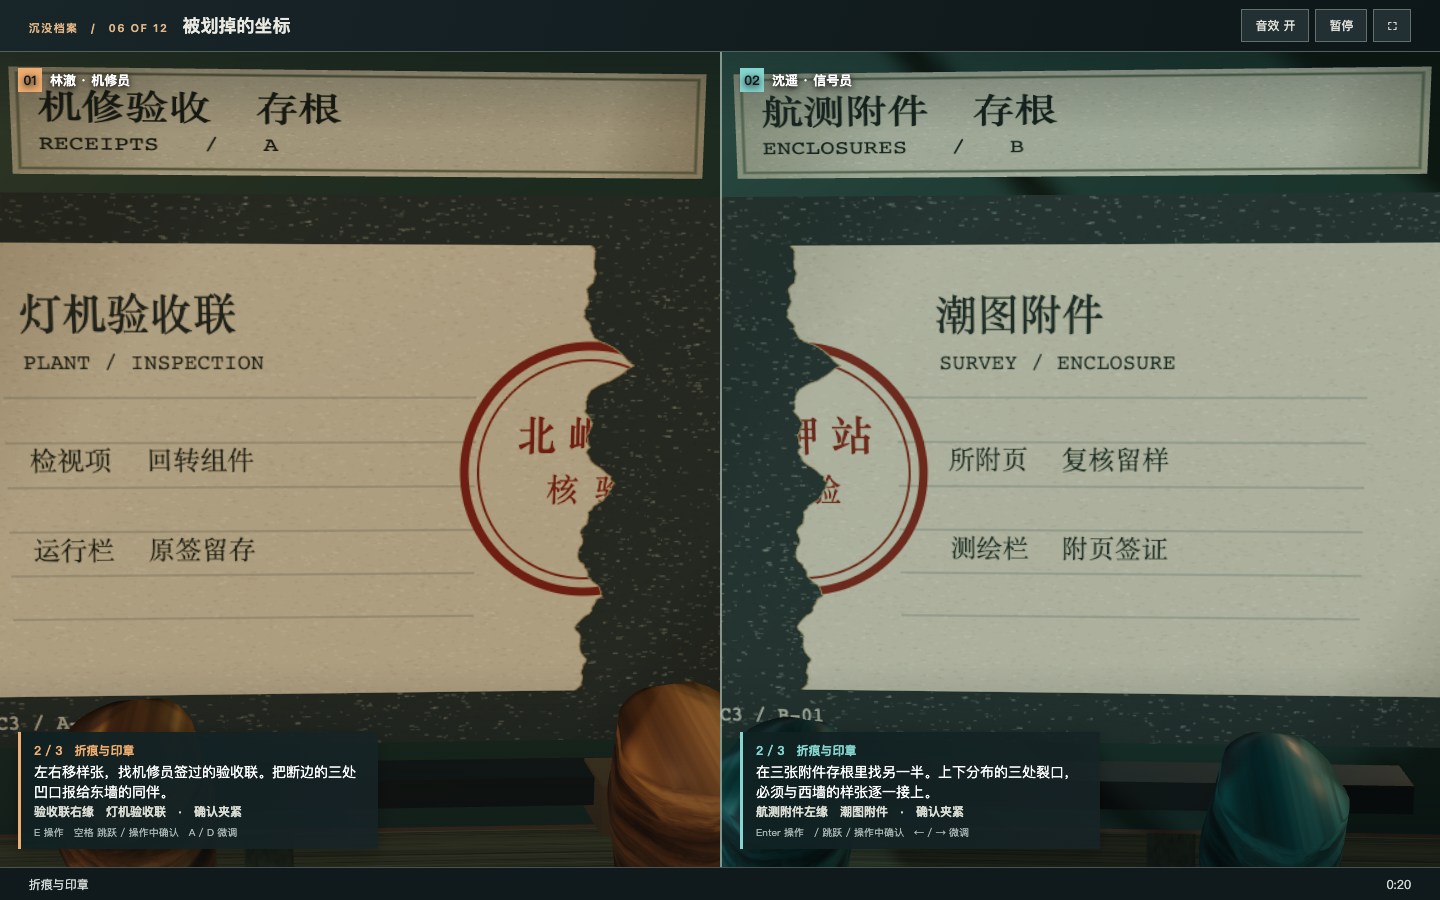 沉没档案 / 06 OF 12 被划掉的坐标
音效 开
暂停
01 林澈 · 机修员
机修验收 存根
RECEIPTS / A
灯机验收联
PLANT / INSPECTION
检视项 回转组件
运行栏 原签留存
北
核
C3 / A-
2 / 3 折痕与印章
左右移样张，找机修员签过的验收联。把断边的三处
凹口报给东墙的同伴。
验收联右缘 灯机验收联 · 确认夹紧
E 操作 空格 跳跃 / 操作中确认 A / D 微调
02 沈遥 · 信号员
航测附件 存根
ENCLOSURES / B
潮图附件
SURVEY / ENCLOSURE
站
所附页 复核留样
测绘栏 附页签证
C3 / B-01
2 / 3 折痕与印章
在三张附件存根里找另一半。上下分布的三处裂口，
必须与西墙的样张逐一接上。
航测附件左缘 潮图附件 · 确认夹紧
Enter 操作 / 跳跃 / 操作中确认 ← / → 微调
折痕与印章
0:20